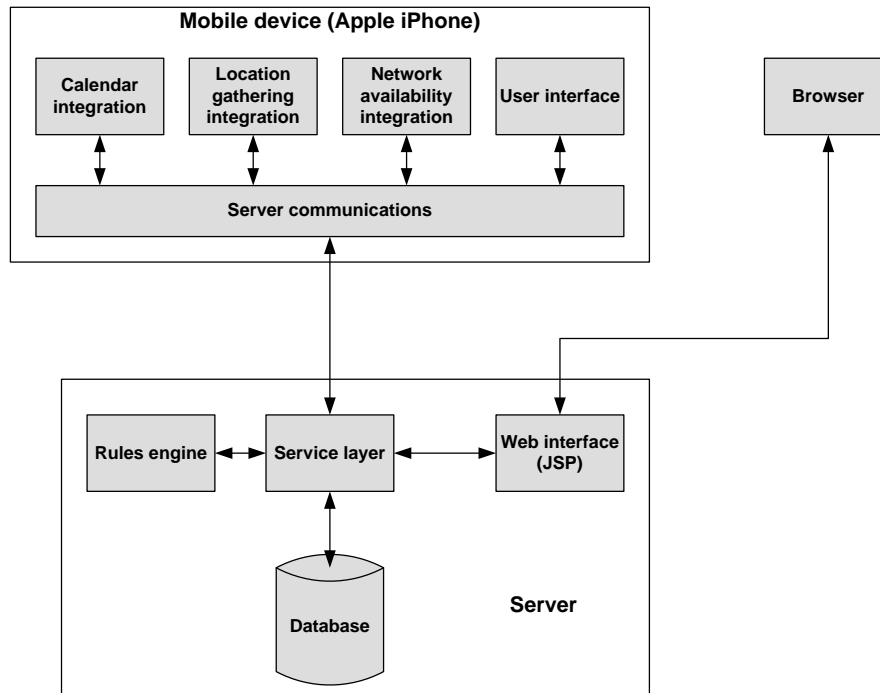 Mobile device (Apple iPhone)
Calendar
integration
Location
gathering
integration
Network
availability
integration
User interface
Browser
Server communications
Rules engine
Service layer
Web interface
(JSP)
Database
Server